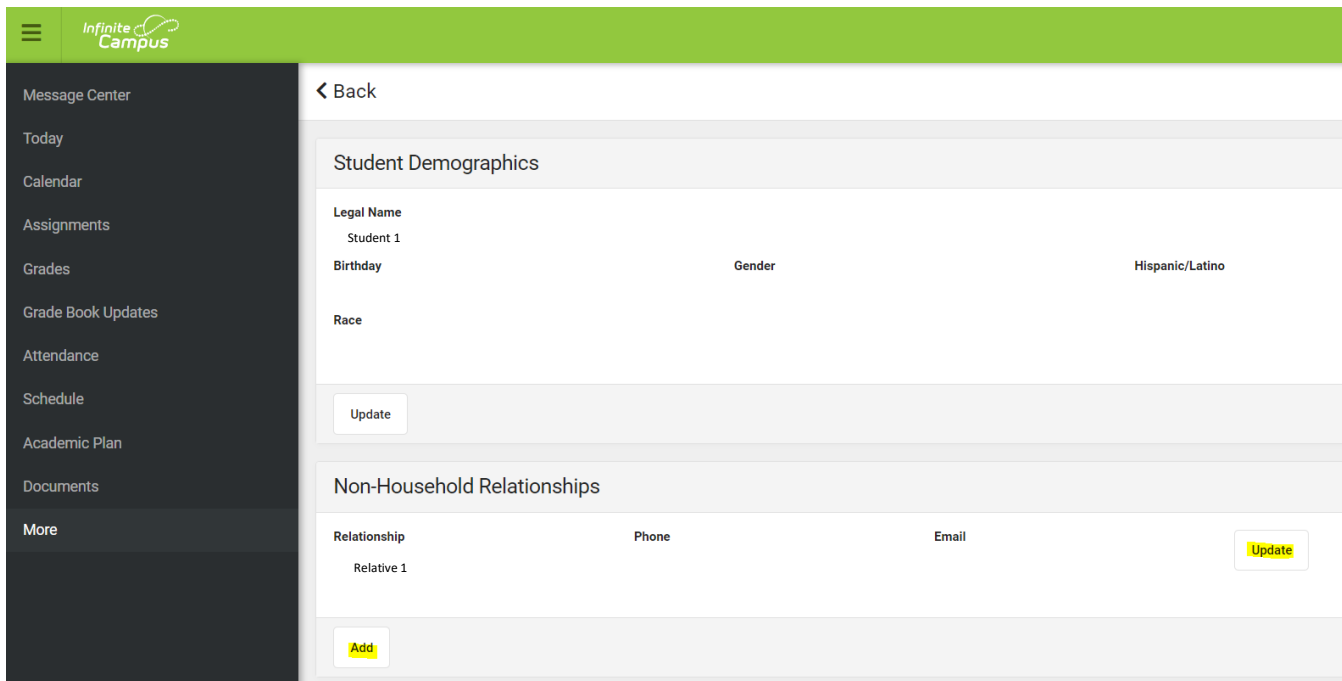 Infinite
Campus
Message Center
Today
Calendar
Assignments
Grades
Grade Book Updates
Attendance
Schedule
Academic Plan
Documents
More
Back
Student Demographics
Legal Name
Student 1
Birthday Gender Hispanic/Latino
Race
Update
Non-Household Relationships
Relationship Phone Email
Update
Relative 1
Add